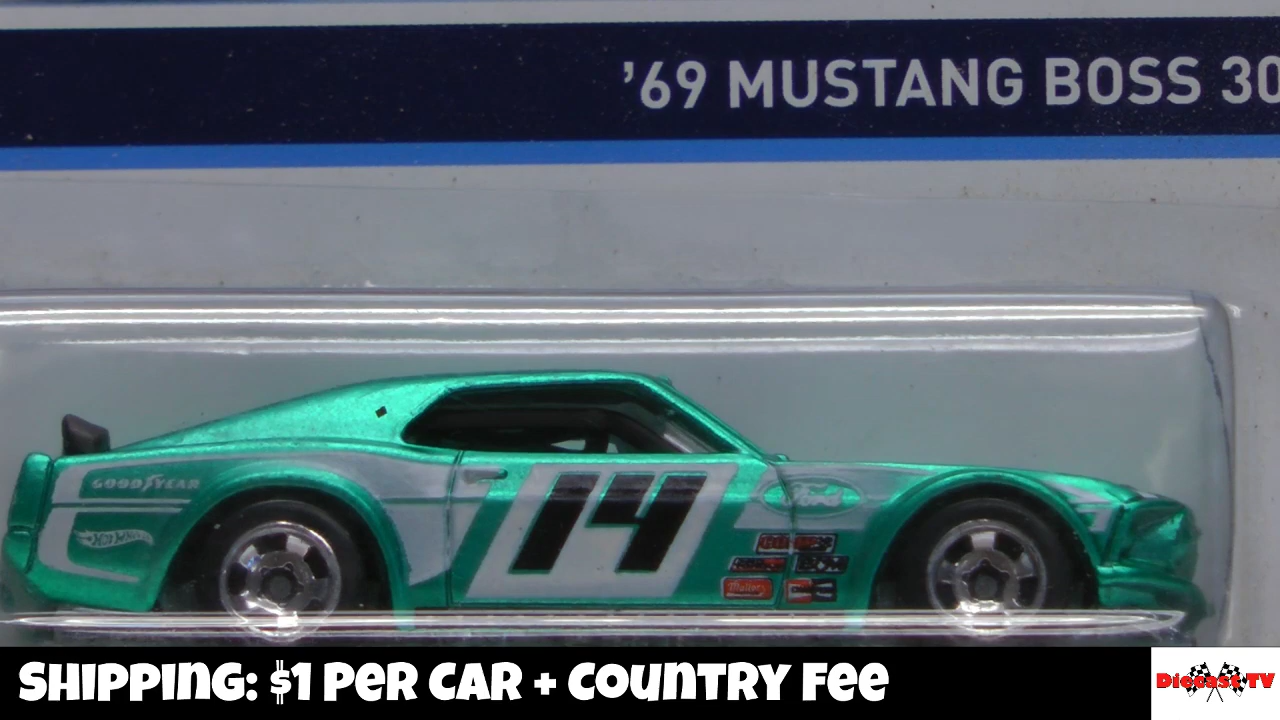 '69 MUSTANG BOSS 30
GOODYEAR
HOT WHEELS
14
Ford
Mallory
SHIPPING: $1 PER CAR + COUNTRY FEE
Diecast TV